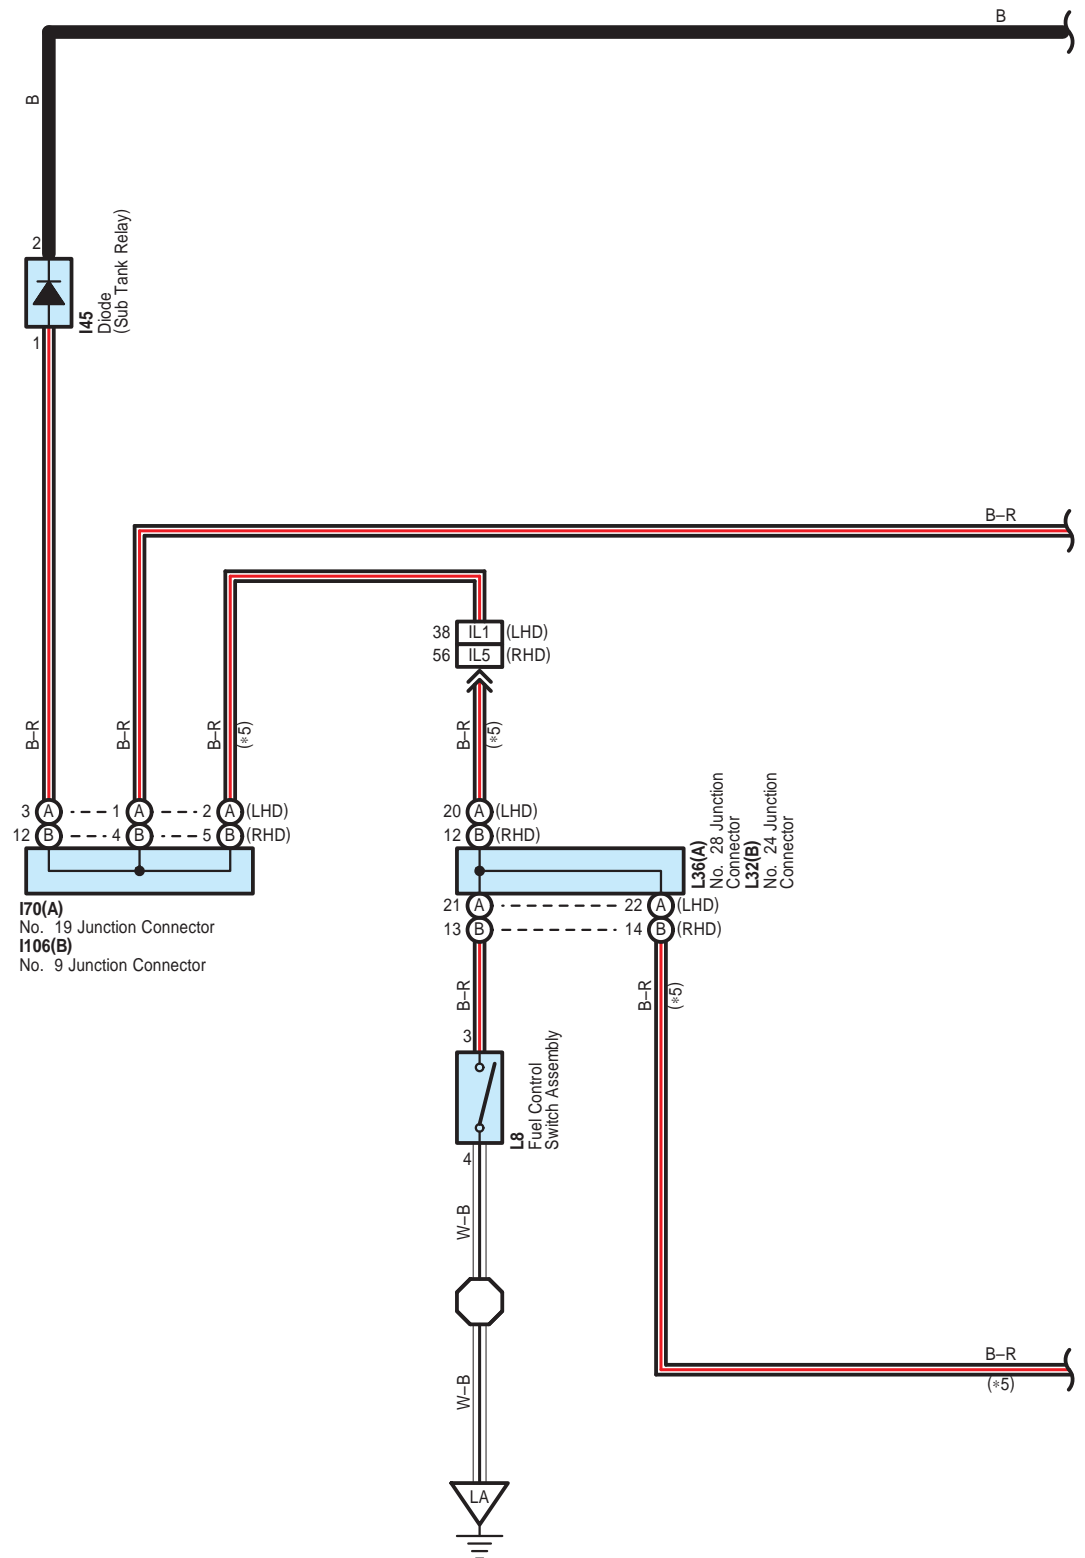 B
B
2
I45
Diode
(Sub Tank Relay)
1
B–R
38 IL1 (LHD)
56 IL5 (RHD)
B–R
B–R
B–R
(*5)
B–R
(*5)
3 A 1 A 2 A (LHD)
12 B 4 B 5 B (RHD)
20 A (LHD)
12 B (RHD)
L36(A)
No. 28 Junction
Connector
L32(B)
No. 24 Junction
Connector
I70(A)
No. 19 Junction Connector
I106(B)
No. 9 Junction Connector
21 A 22 A (LHD)
13 B 14 B (RHD)
B–R
B–R
(*5)
3
L8
Fuel Control
Switch Assembly
4
W–B
W–B
B–R
(*5)
LA